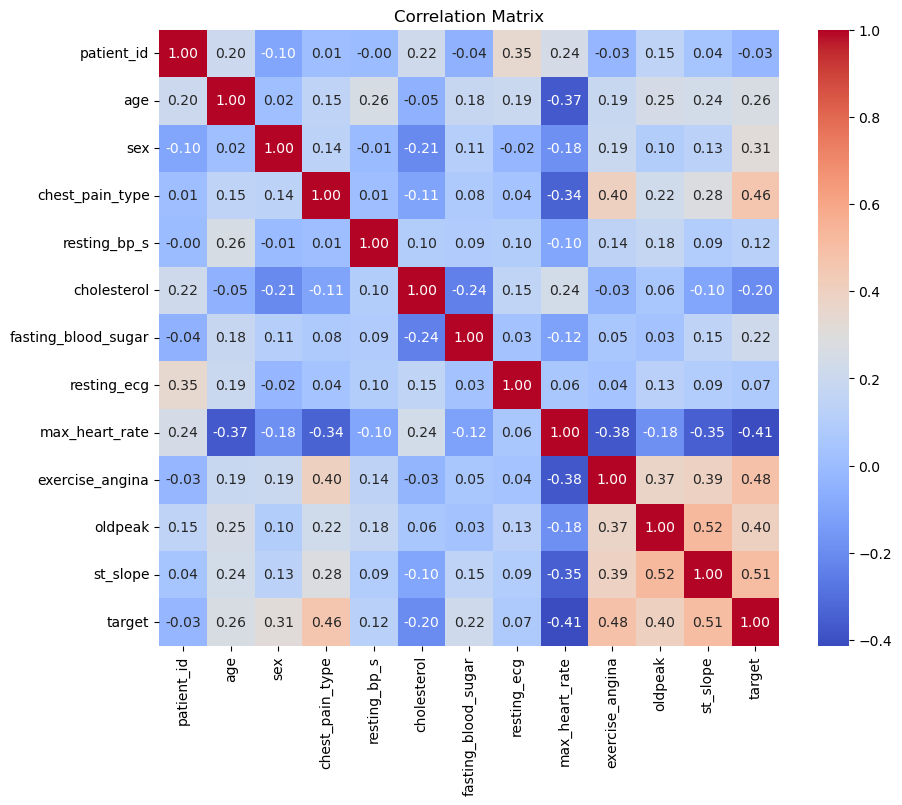 Correlation Matrix
patient_id 1.00 0.20 -0.10 0.01 -0.00 0.22 -0.04 0.35 0.24 -0.03 0.15 0.04 -0.03
age 0.20 1.00 0.02 0.15 0.26 -0.05 0.18 0.19 -0.37 0.19 0.25 0.24 0.26
sex -0.10 0.02 1.00 0.14 -0.01 -0.21 0.11 -0.02 -0.18 0.19 0.10 0.13 0.31
chest_pain_type 0.01 0.15 0.14 1.00 0.01 -0.11 0.08 0.04 -0.34 0.40 0.22 0.28 0.46
resting_bp_s -0.00 0.26 -0.01 0.01 1.00 0.10 0.09 0.10 -0.10 0.14 0.18 0.09 0.12
cholesterol 0.22 -0.05 -0.21 -0.11 0.10 1.00 -0.24 0.15 0.24 -0.03 0.06 -0.10 -0.20
fasting_blood_sugar -0.04 0.18 0.11 0.08 0.09 -0.24 1.00 0.03 -0.12 0.05 0.03 0.15 0.22
resting_ecg 0.35 0.19 -0.02 0.04 0.10 0.15 0.03 1.00 0.06 0.04 0.13 0.09 0.07
max_heart_rate 0.24 -0.37 -0.18 -0.34 -0.10 0.24 -0.12 0.06 1.00 -0.38 -0.18 -0.35 -0.41
exercise_angina -0.03 0.19 0.19 0.40 0.14 -0.03 0.05 0.04 -0.38 1.00 0.37 0.39 0.48
oldpeak 0.15 0.25 0.10 0.22 0.18 0.06 0.03 0.13 -0.18 0.37 1.00 0.52 0.40
st_slope 0.04 0.24 0.13 0.28 0.09 -0.10 0.15 0.09 -0.35 0.39 0.52 1.00 0.51
target -0.03 0.26 0.31 0.46 0.12 -0.20 0.22 0.07 -0.41 0.48 0.40 0.51 1.00
patient_id
age
sex
chest_pain_type
resting_bp_s
cholesterol
fasting_blood_sugar
resting_ecg
max_heart_rate
exercise_angina
oldpeak
st_slope
target
1.0
0.8
0.6
0.4
0.2
0.0
−0.2
−0.4